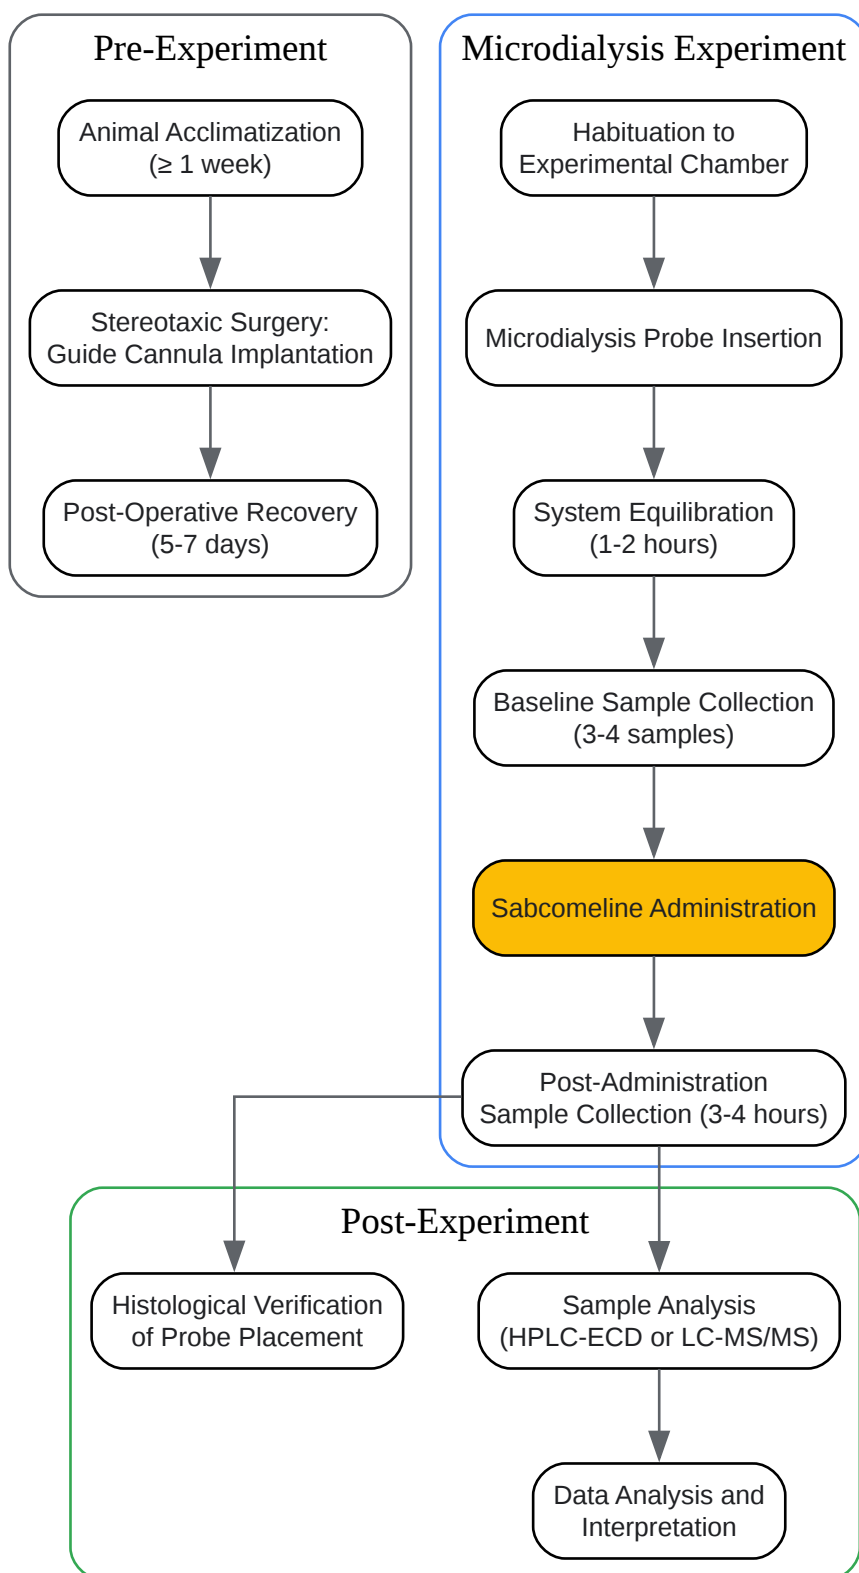 Pre-Experiment
Animal Acclimatization
(≥ 1 week)
Stereotaxic Surgery:
Guide Cannula Implantation
Post-Operative Recovery
(5-7 days)
Microdialysis Experiment
Habituation to
Experimental Chamber
Microdialysis Probe Insertion
System Equilibration
(1-2 hours)
Baseline Sample Collection
(3-4 samples)
Sabcomeline Administration
Post-Administration
Sample Collection (3-4 hours)
Post-Experiment
Histological Verification
of Probe Placement
Sample Analysis
(HPLC-ECD or LC-MS/MS)
Data Analysis and
Interpretation